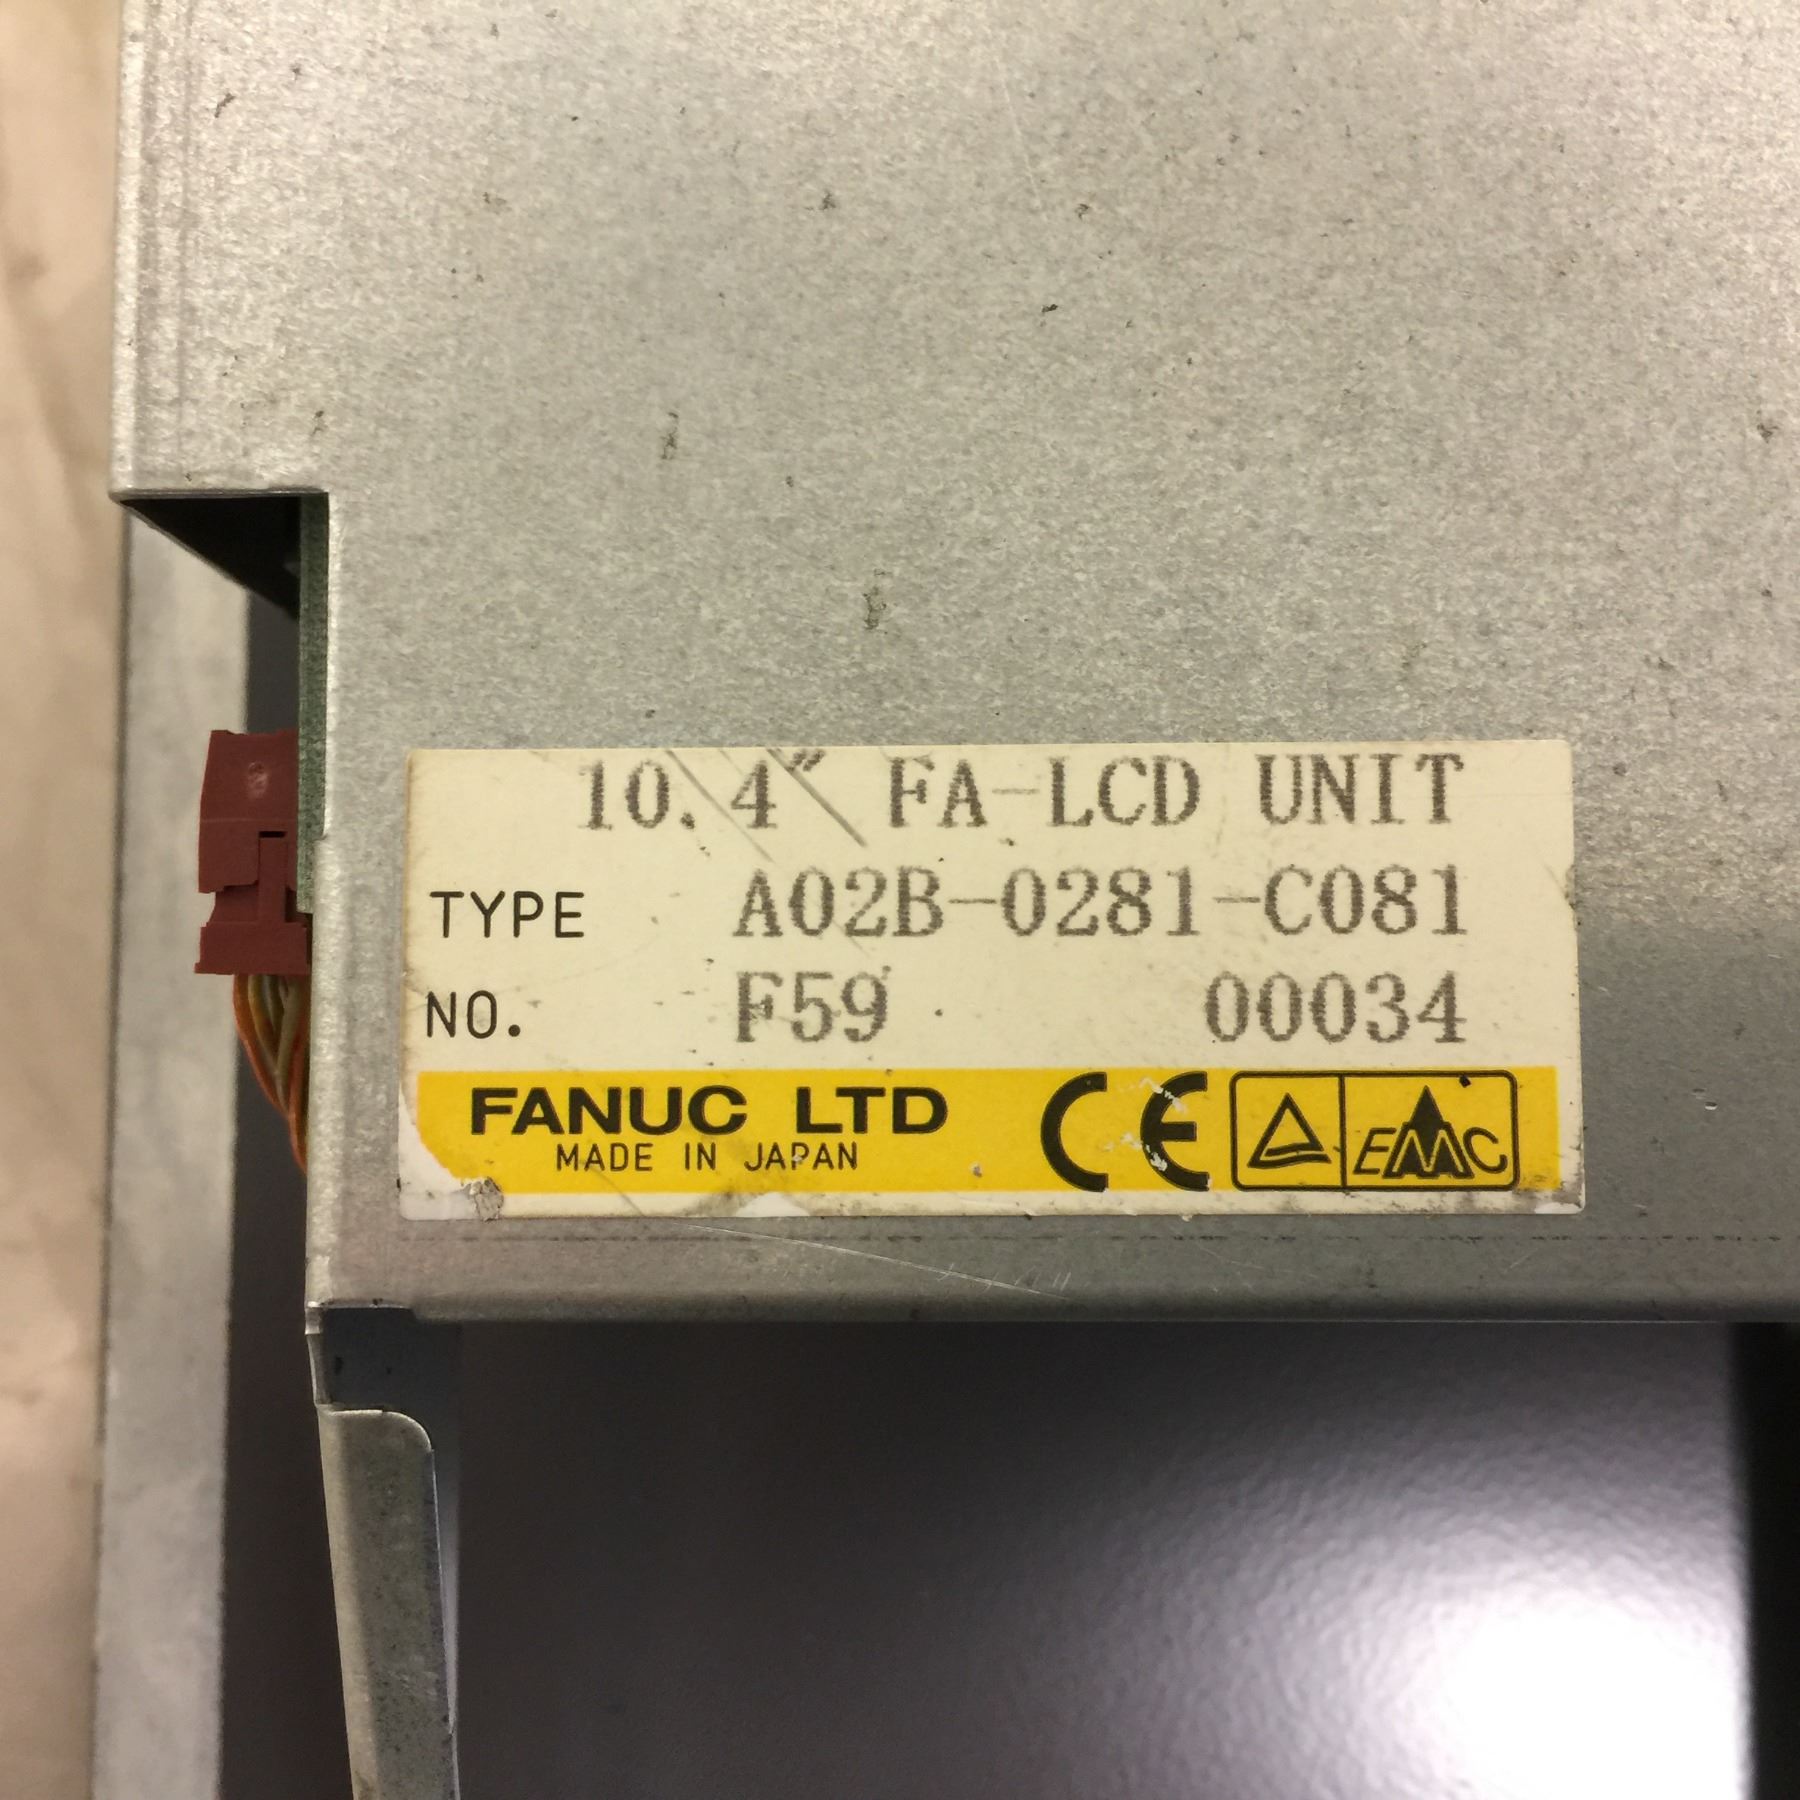 10.4" FA-LCD UNIT
TYPE A02B-0281-C081
NO. F59 00034
FANUC LTD
MADE IN JAPAN
CE
EMC